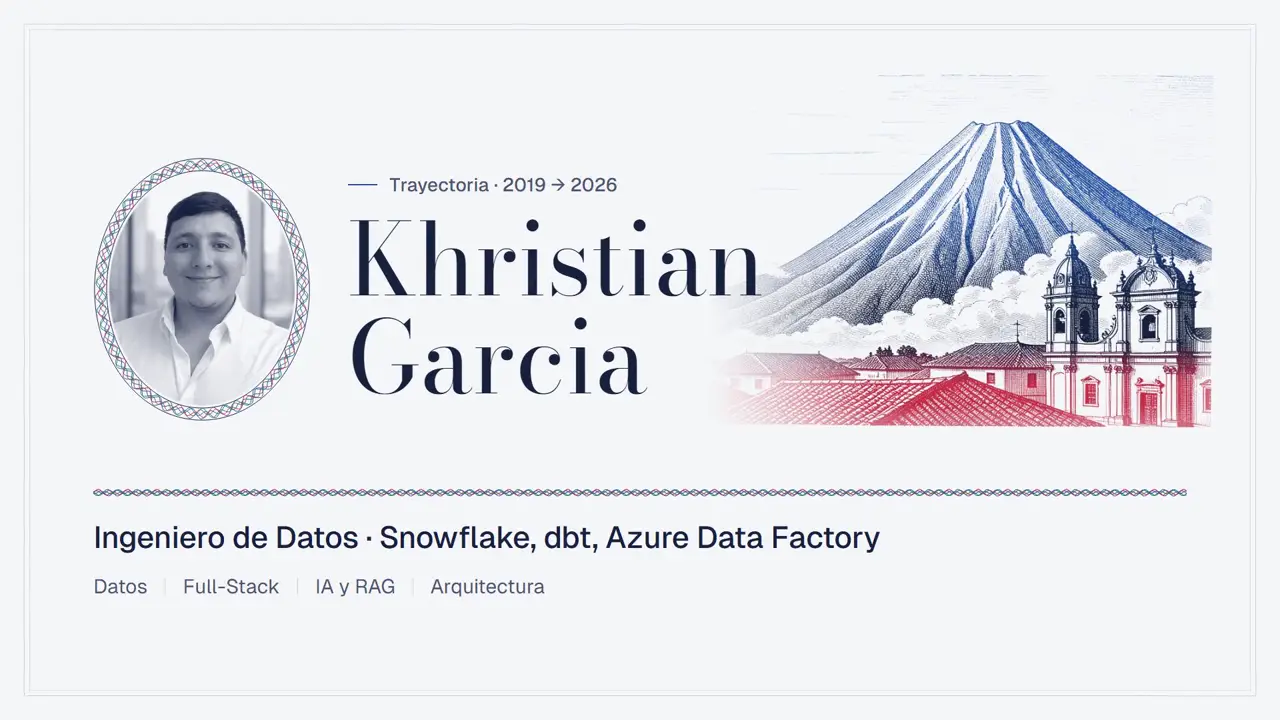 Trayectoria · 2019 → 2026
Khristian
Garcia
Ingeniero de Datos · Snowflake, dbt, Azure Data Factory
Datos | Full-Stack | IA y RAG | Arquitectura